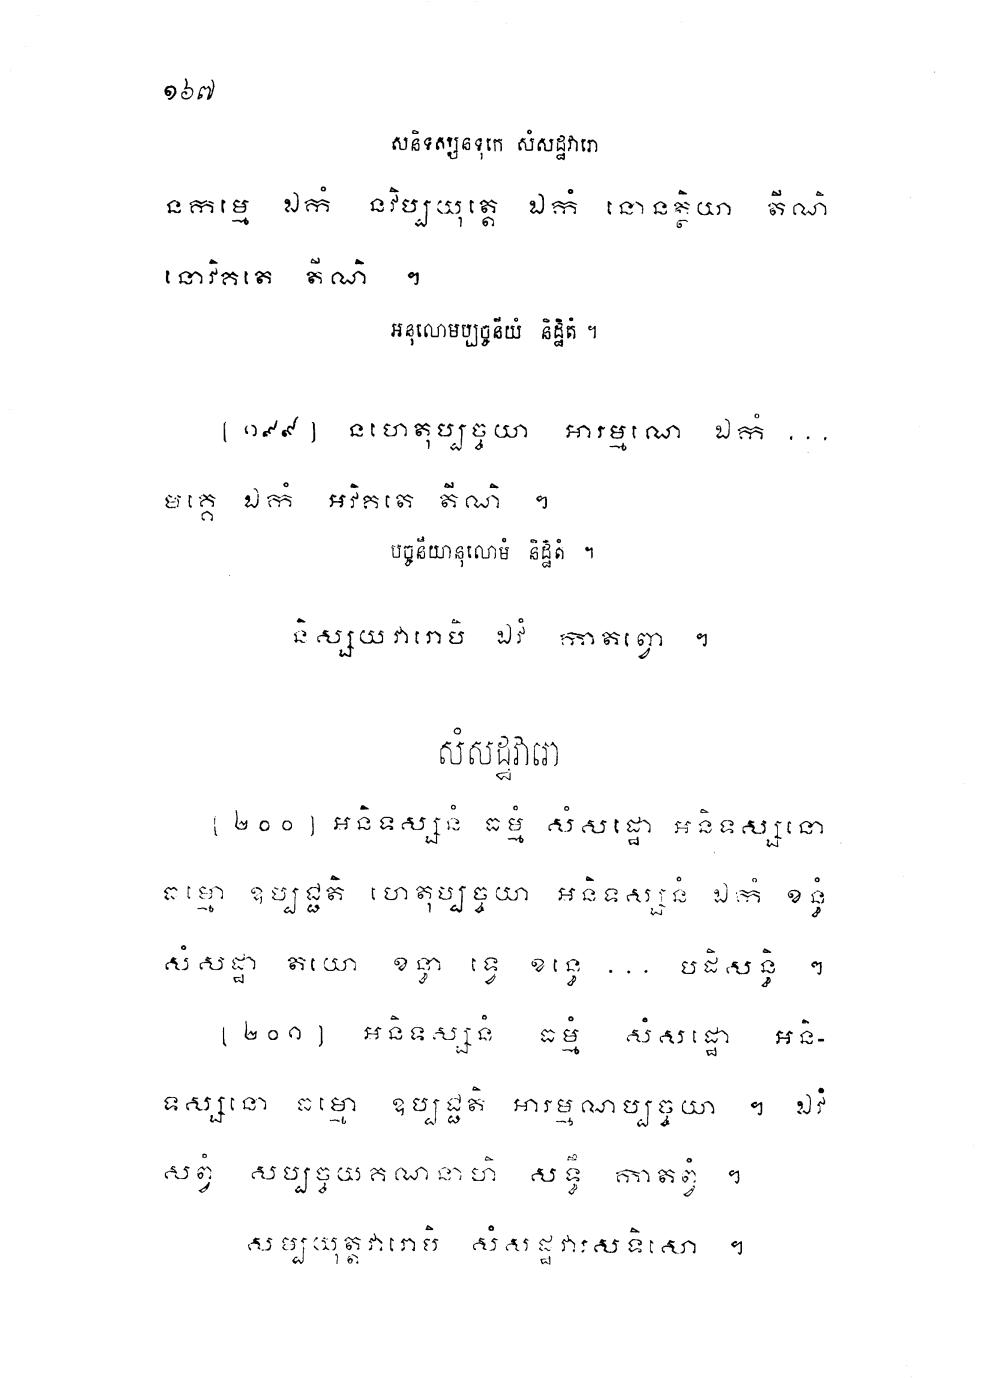 ១៦៧
សនិទស្សនទុកេ សំសដ្ឋវារោ
នកម្មេ ឯកំ នវិប្បយុត្តេ ឯកំ នោនត្ថិយា តីណិ
នោវិគតេ តីណិ ។
អនុលោមប្បច្ចនីយំ និដ្ឋិតំ ។
[ ១៩៩ ] នហេតុប្បច្ចយា អារម្មណេ ឯកំ ...
មគ្គេ ឯកំ អវិគតេ តីណិ ។
បច្ចនីយានុលោមំ និដ្ឋិតំ ។
និស្សយវារោបិ ឯវំ កាតព្វោ ។
សំសដ្ឋវារោ
[ ២០០ ] អនិទស្សនំ ធម្មំ សំសដ្ឋោ អនិទស្សនោ
ធម្មោ ឧប្បជ្ជតិ ហេតុប្បច្ចយា អនិទស្សនំ ឯកំ ខន្ធំ
សំសដ្ឋា តយោ ខន្ធា ទ្វេ ខន្ធេ ... បដិសន្ធិ ។
[ ២០១ ] អនិទស្សនំ ធម្មំ សំសដ្ឋោ អនិ-
ទស្សនោ ធម្មោ ឧប្បជ្ជតិ អារម្មណប្បច្ចយា ។ ឯវំ
សព្វំ សប្បច្ចយគណនាហិ សទ្ធឹ កាតព្វំ ។
សម្បយុត្តវារោបិ សំសដ្ឋវារសទិសោ ។